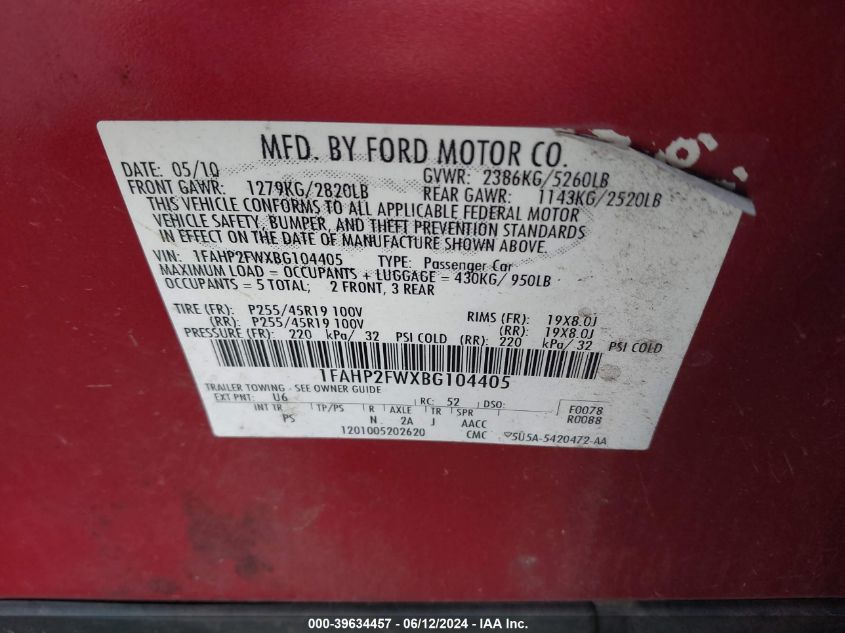 MFD. BY FORD MOTOR CO.
DATE: 05/10 GVWR: 2386KG/5260LB
FRONT GAWR: 1279KG/2820LB REAR GAWR: 1143KG/2520LB
THIS VEHICLE CONFORMS TO ALL APPLICABLE FEDERAL MOTOR
VEHICLE SAFETY, BUMPER, AND THEFT PREVENTION STANDARDS
IN EFFECT ON THE DATE OF MANUFACTURE SHOWN ABOVE.
VIN: 1FAHP2FWXBG104405 TYPE: Passenger Car
MAXIMUM LOAD = OCCUPANTS + LUGGAGE = 430KG/ 950LB
OCCUPANTS = 5 TOTAL; 2 FRONT, 3 REAR
TIRE (FR): P255/45R19 100V RIMS (FR): 19X8.0J
(RR): P255/45R19 100V (RR): 19X8.0J
PRESSURE (FR): 220 kPa/ 32 PSI COLD (RR): 220 kPa/ 32 PSI COLD
1FAHP2FWXBG104405
TRAILER TOWING - SEE OWNER GUIDE
EXT PNT: U6 RC: 52 DSO: F0078
INT TR TP/PS R AXLE TR SPR R0088
PS N 2A J AACC
1201005202620 CMC 5U5A-5420472-AA
000-39634457 - 06/12/2024 - IAA Inc.